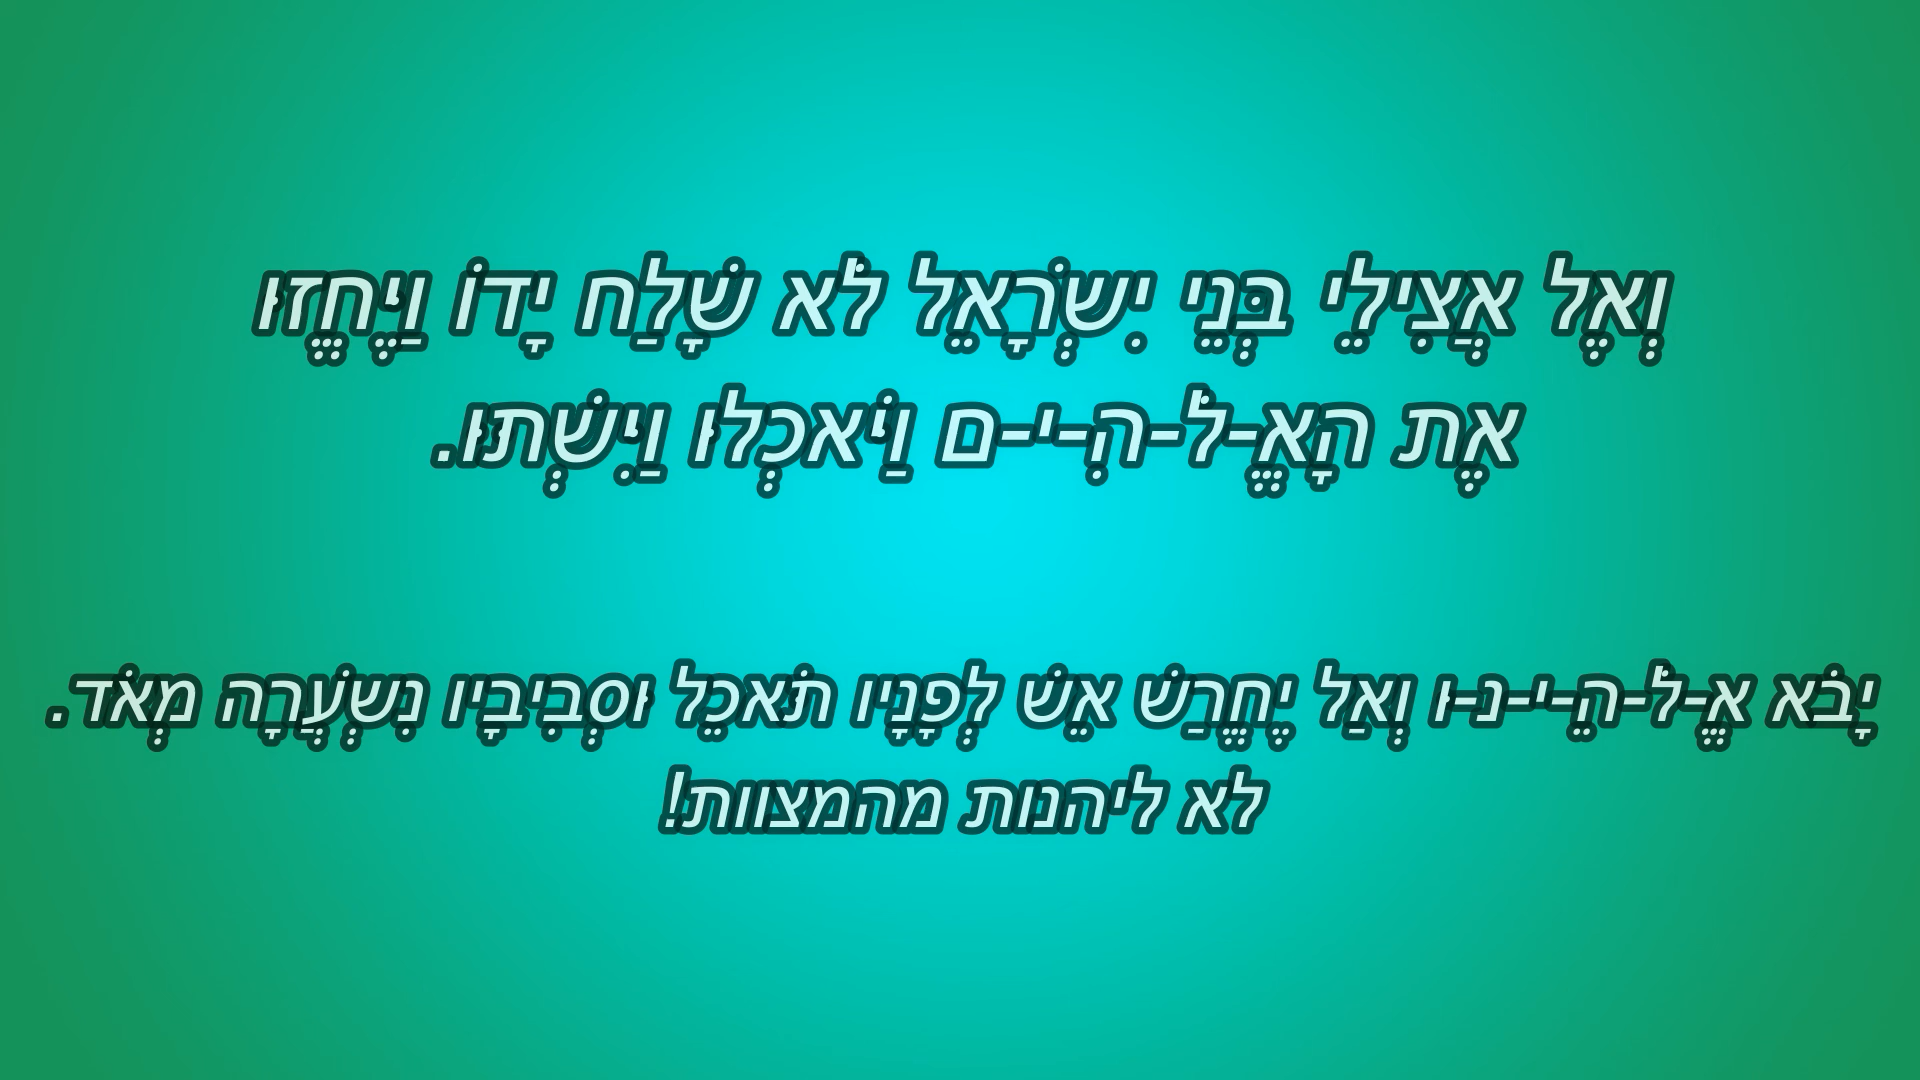 וְאֶל אֲצִילֵי בְּנֵי יִשְׂרָאֵל לֹא שָׁלַח יָדוֹ וַיֶּחֱזוּ
אֶת הָאֱ-לֹ-הִ-י-ם וַיֹּאכְלוּ וַיִּשְׁתּוּ.
יָבֹא אֱ-לֹ-הֵ-י-נ-וּ וְאַל יֶחֱרַשׁ אֵשׁ לְפָנָיו תֹּאכֵל וּסְבִיבָיו נִשְׂעֲרָה מְאֹד.
לא ליהנות מהמצוות!